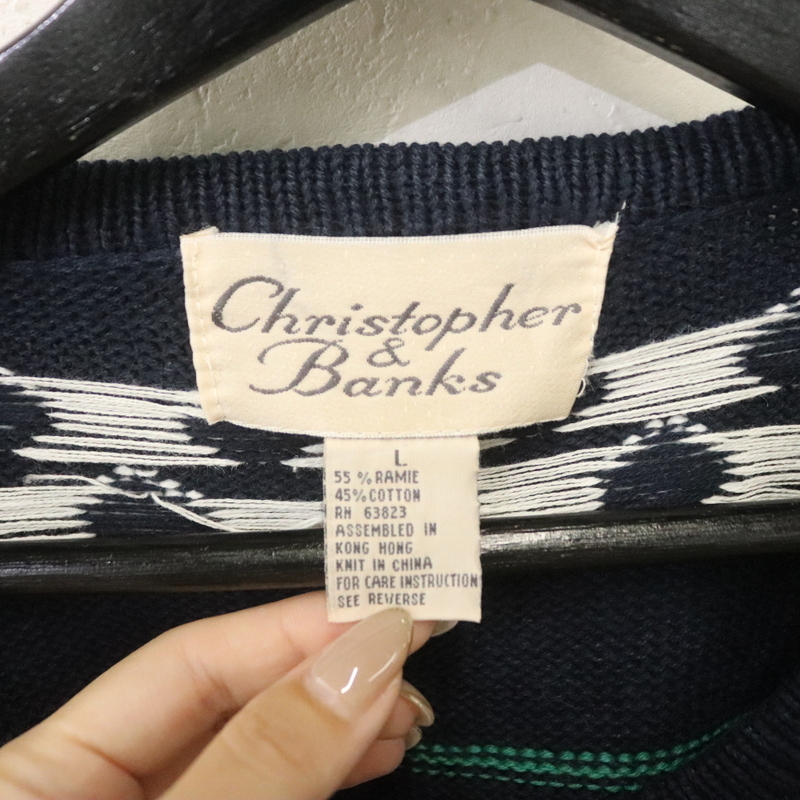 Christopher
&
Banks
L
55 % RAMIE
45% COTTON
RN 63823
ASSEMBLED IN
KONG HONG
KNIT IN CHINA
FOR CARE INSTRUCTION
SEE REVERSE